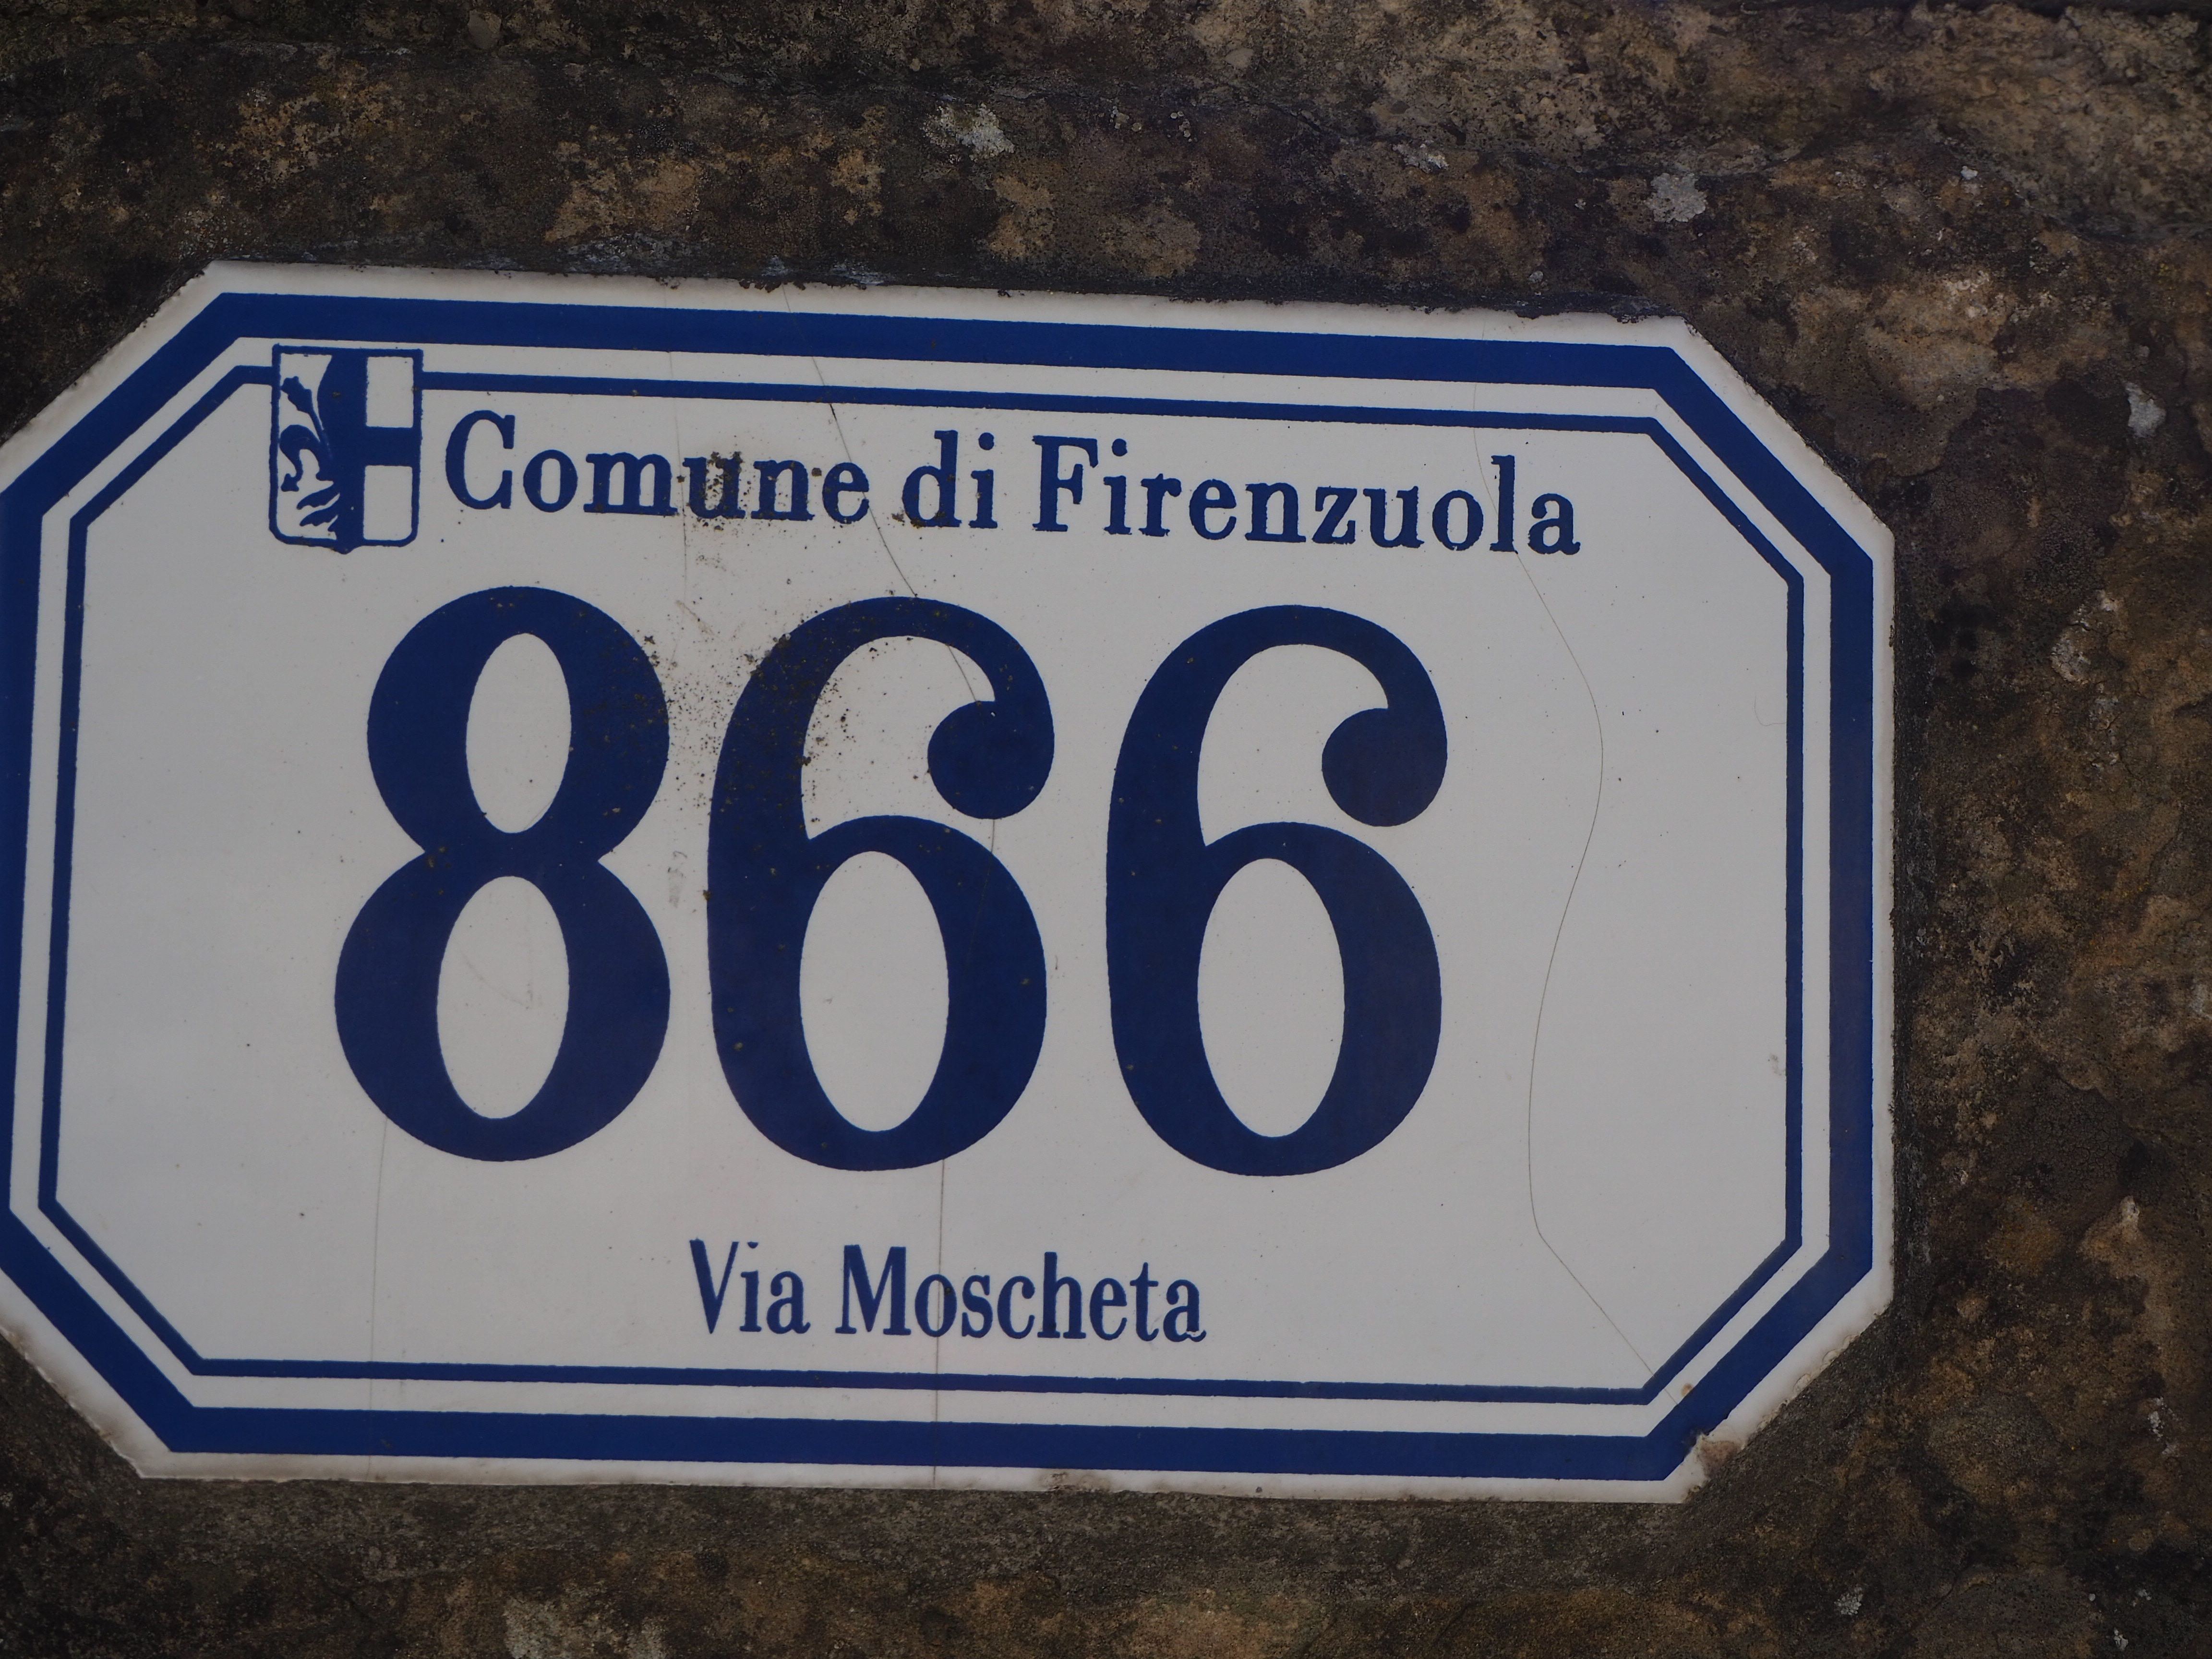 Comune di Firenzuola
866
Via Moscheta